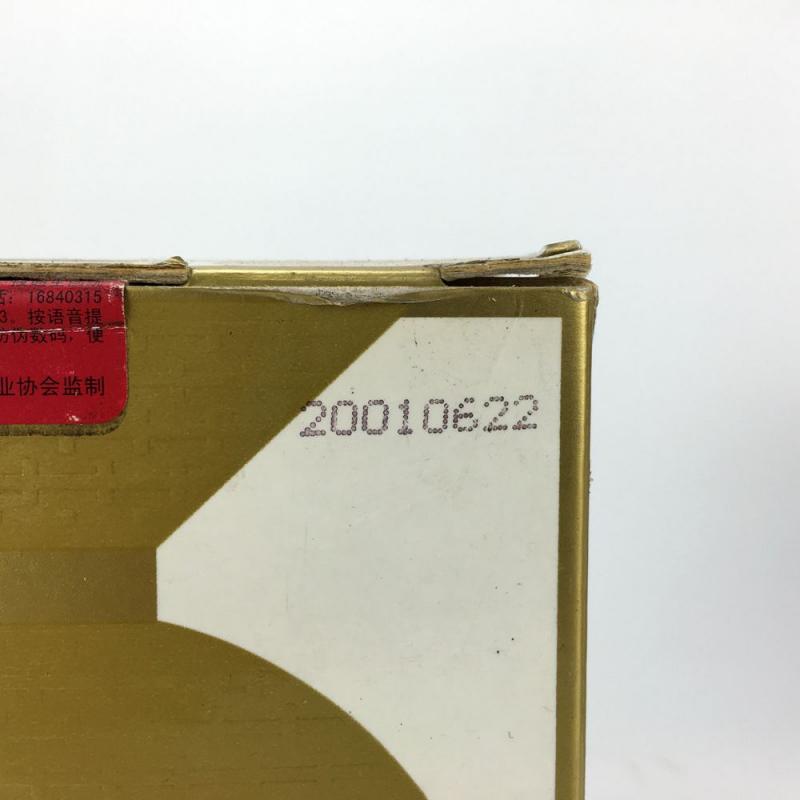 话：16840315
3。按语音提
防伪数码，便
业协会监制
20010622